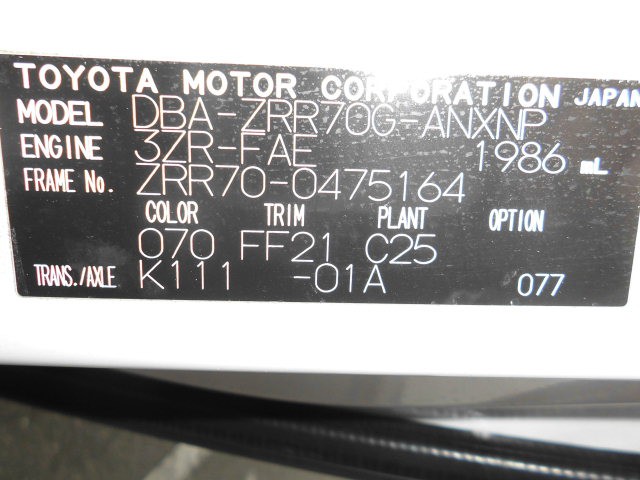 TOYOTA MOTOR CORPORATION JAPAN
MODEL DBA-ZRR70G-ANXNP
ENGINE 3ZR-FAE 1986 mL
FRAME No. ZRR70-0475164
COLOR TRIM PLANT OPTION
070 FF21 C25
TRANS./AXLE K111 -01A 077